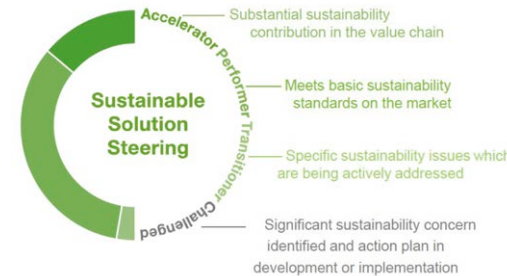 Accelerator
Substantial sustainability
contribution in the value chain
Performer
Meets basic sustainability
standards on the market
Sustainable
Solution
Steering
Transitioner
Specific sustainability issues which
are being actively addressed
Challenged
Significant sustainability concern
identified and action plan in
development or implementation